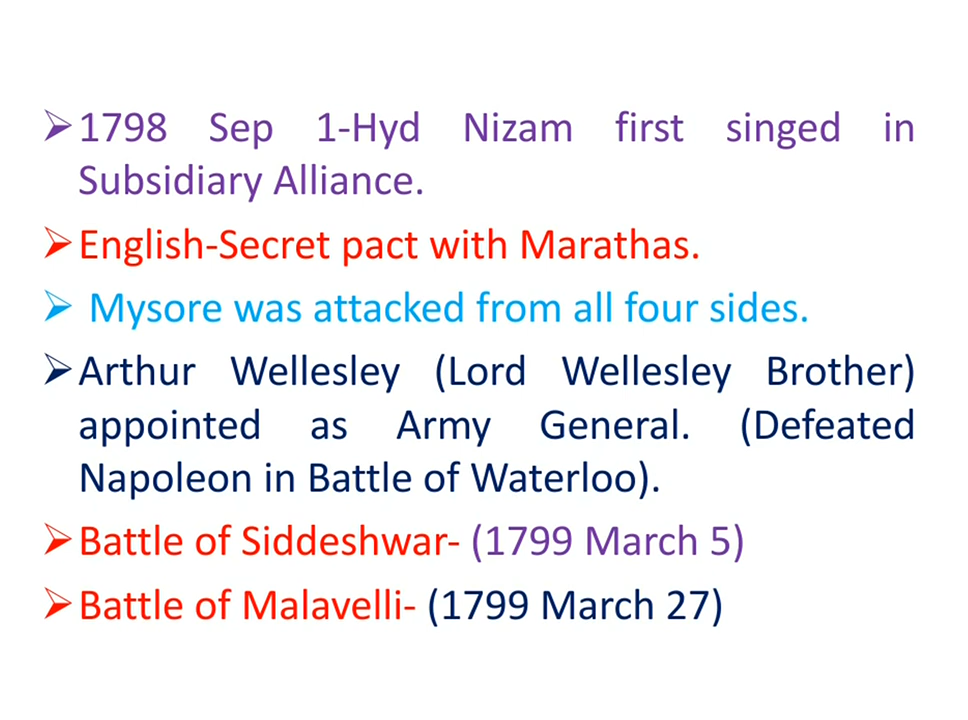 ➢1798 Sep 1-Hyd Nizam first singed in
Subsidiary Alliance.
➢English-Secret pact with Marathas.
➢ Mysore was attacked from all four sides.
➢Arthur Wellesley (Lord Wellesley Brother)
appointed as Army General. (Defeated
Napoleon in Battle of Waterloo).
➢Battle of Siddeshwar- (1799 March 5)
➢Battle of Malavelli- (1799 March 27)